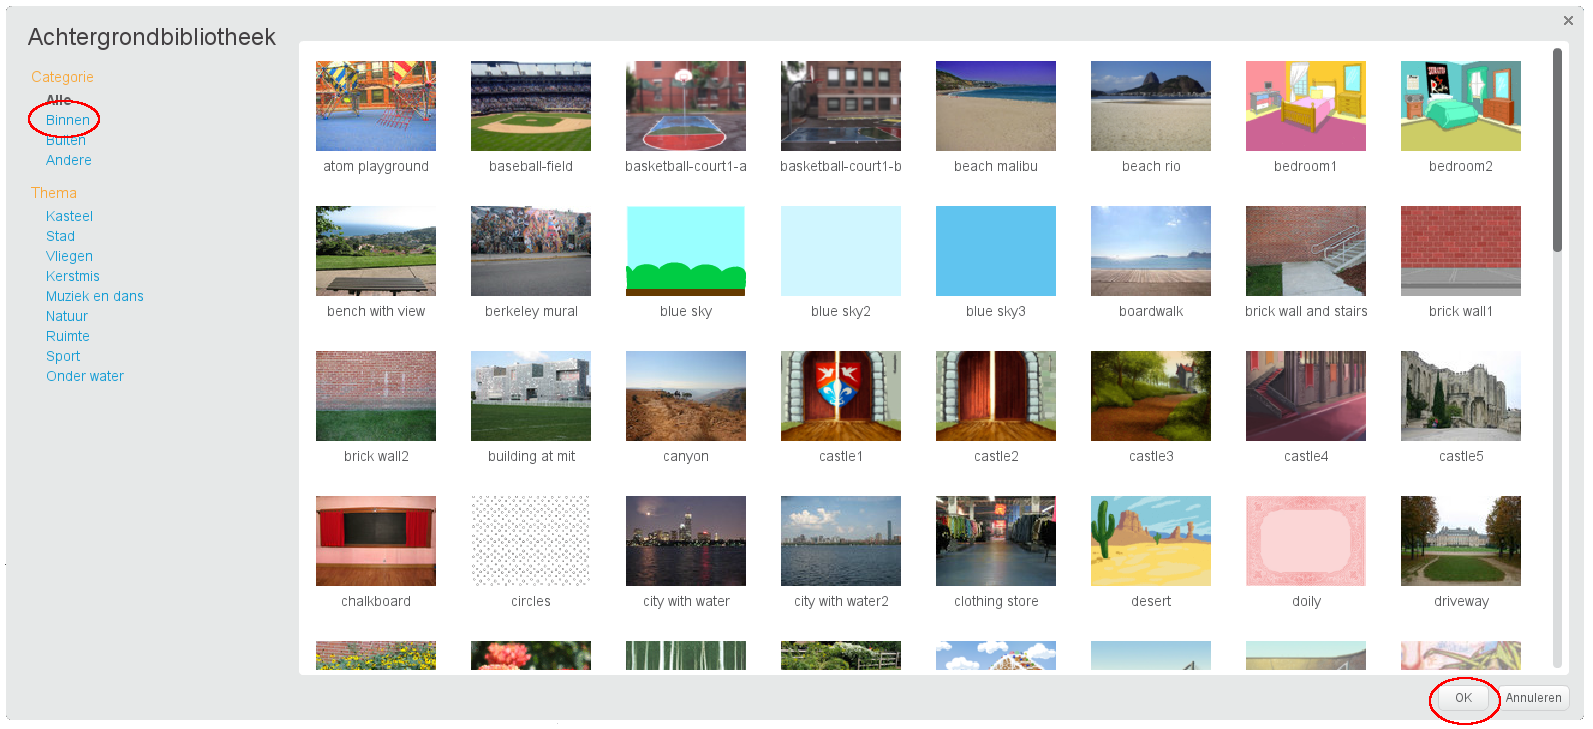 Achtergrondbibliotheek
Categorie
Alle
Binnen
Buiten
Andere
Thema
Kasteel
Stad
Vliegen
Kerstmis
Muziek en dans
Natuur
Ruimte
Sport
Onder water
atom playground baseball-field basketball-court1-a basketball-court1-b beach malibu beach rio bedroom1 bedroom2
bench with view berkeley mural blue sky blue sky2 blue sky3 boardwalk brick wall and stairs brick wall1
brick wall2 building at mit canyon castle1 castle2 castle3 castle4 castle5
chalkboard circles city with water city with water2 clothing store desert doily driveway
OK Annuleren